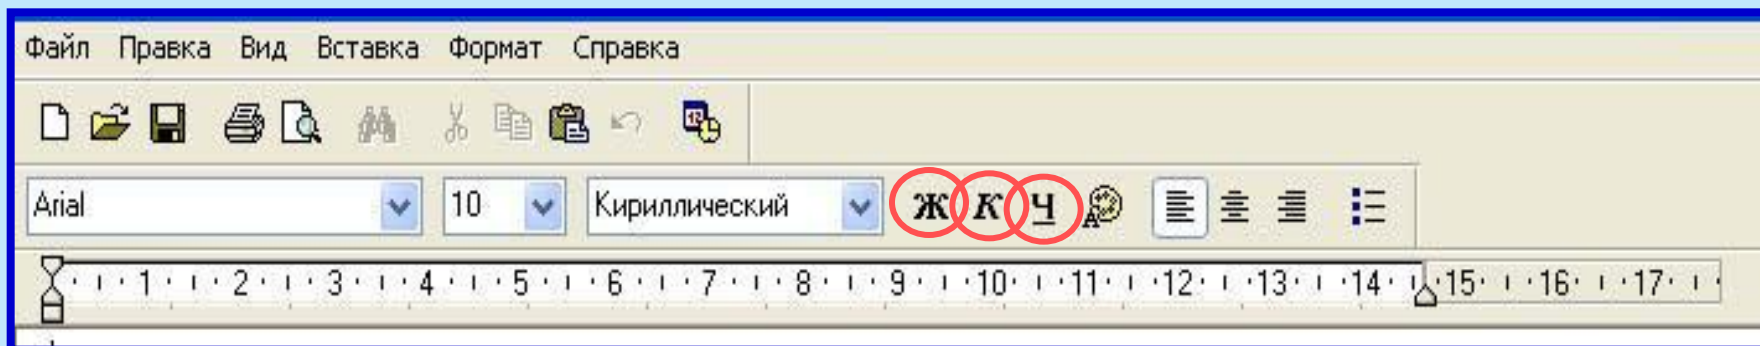 Файл Правка Вид Вставка Формат Справка
12
Arial 10 Кириллический Ж К Ч А
1 2 3 4 5 6 7 8 9 10 11 12 13 14 15 16 17